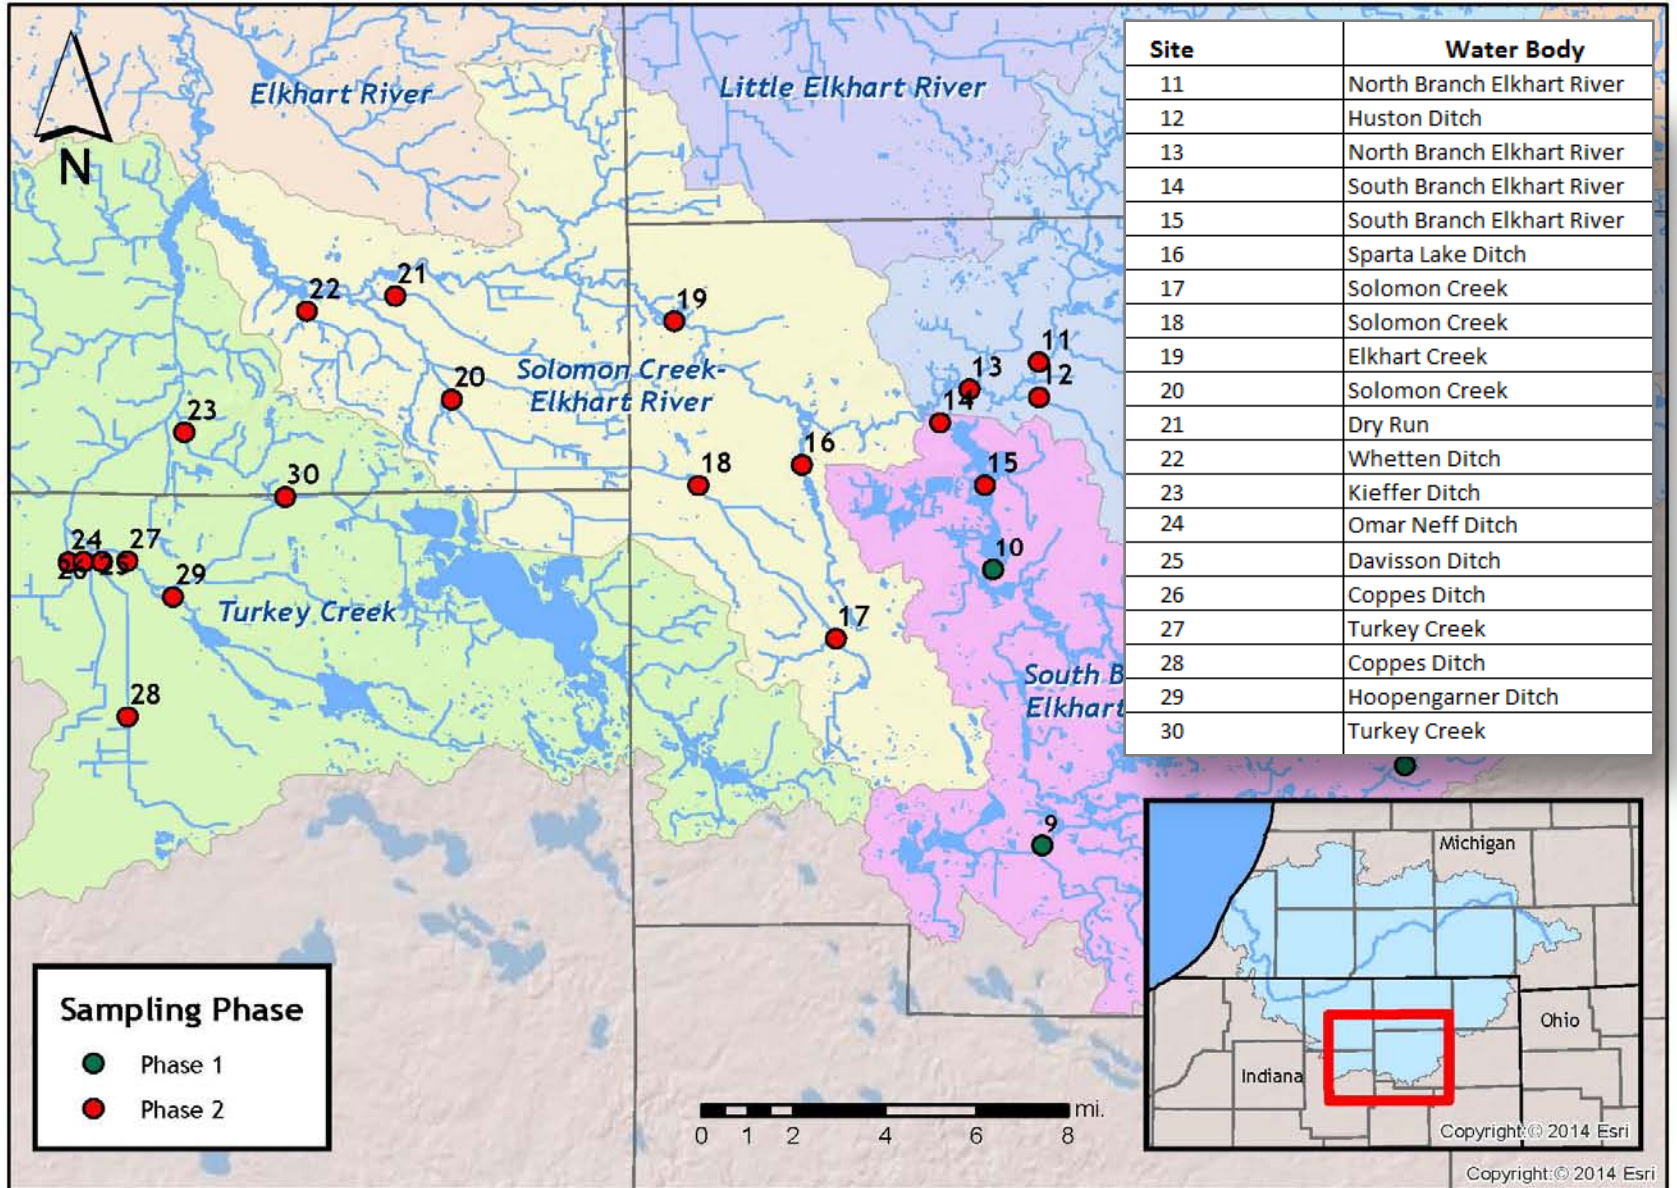 Elkhart River
Little Elkhart River
N
Site Water Body
11 North Branch Elkhart River
12 Huston Ditch
13 North Branch Elkhart River
14 South Branch Elkhart River
15 South Branch Elkhart River
16 Sparta Lake Ditch
17 Solomon Creek
18 Solomon Creek
19 Elkhart Creek
20 Solomon Creek
21 Dry Run
22 Whetten Ditch
23 Kieffer Ditch
24 Omar Neff Ditch
25 Davisson Ditch
26 Coppes Ditch
27 Turkey Creek
28 Coppes Ditch
29 Hoopengarner Ditch
30 Turkey Creek
21
22
19
11
13
12
20
Solomon Creek-
Elkhart River
14
23
16
18
15
30
24
27
26
25
10
29
Turkey Creek
17
South B
Elkhart
28
9
Sampling Phase
Phase 1
Phase 2
mi.
0 1 2 4 6 8
Michigan
Ohio
Indiana
Copyright:© 2014 Esri
Copyright:© 2014 Esri